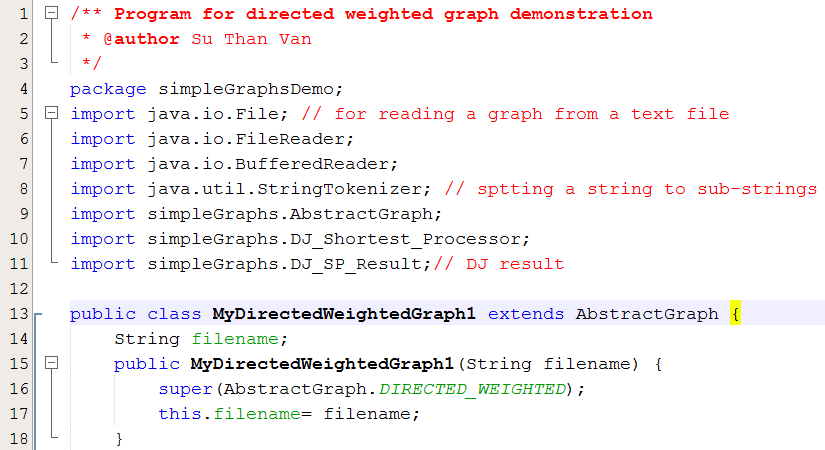 1 /** Program for directed weighted graph demonstration
2 * @author Su Than Van
3 */
4 package simpleGraphsDemo;
5 import java.io.File; // for reading a graph from a text file
6 import java.io.FileReader;
7 import java.io.BufferedReader;
8 import java.util.StringTokenizer; // sptting a string to sub-strings
9 import simpleGraphs.AbstractGraph;
10 import simpleGraphs.DJ_Shortest_Processor;
11 import simpleGraphs.DJ_SP_Result;// DJ result
12
13 public class MyDirectedWeightedGraph1 extends AbstractGraph {
14 String filename;
15 public MyDirectedWeightedGraph1(String filename) {
16 super(AbstractGraph.DIRECTED_WEIGHTED);
17 this.filename= filename;
18 }